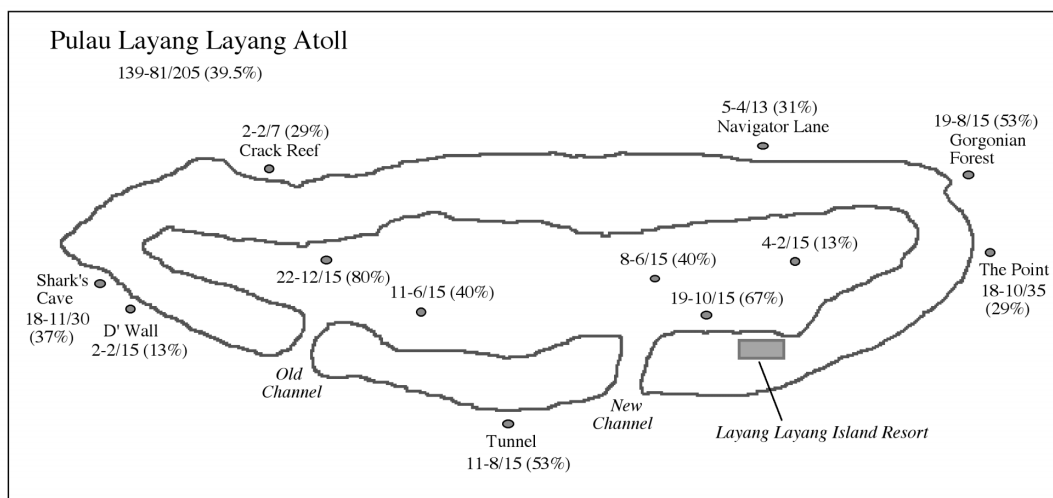 Pulau Layang Layang Atoll
139-81/205 (39.5%)
5-4/13 (31%)
Navigator Lane
19-8/15 (53%)
Gorgonian
Forest
2-2/7 (29%)
Crack Reef
4-2/15 (13%)
8-6/15 (40%)
22-12/15 (80%)
11-6/15 (40%)
19-10/15 (67%)
The Point
18-10/35
(29%)
Shark's
Cave
18-11/30
(37%)
D' Wall
2-2/15 (13%)
Old
Channel
New
Channel
Layang Layang Island Resort
Tunnel
11-8/15 (53%)